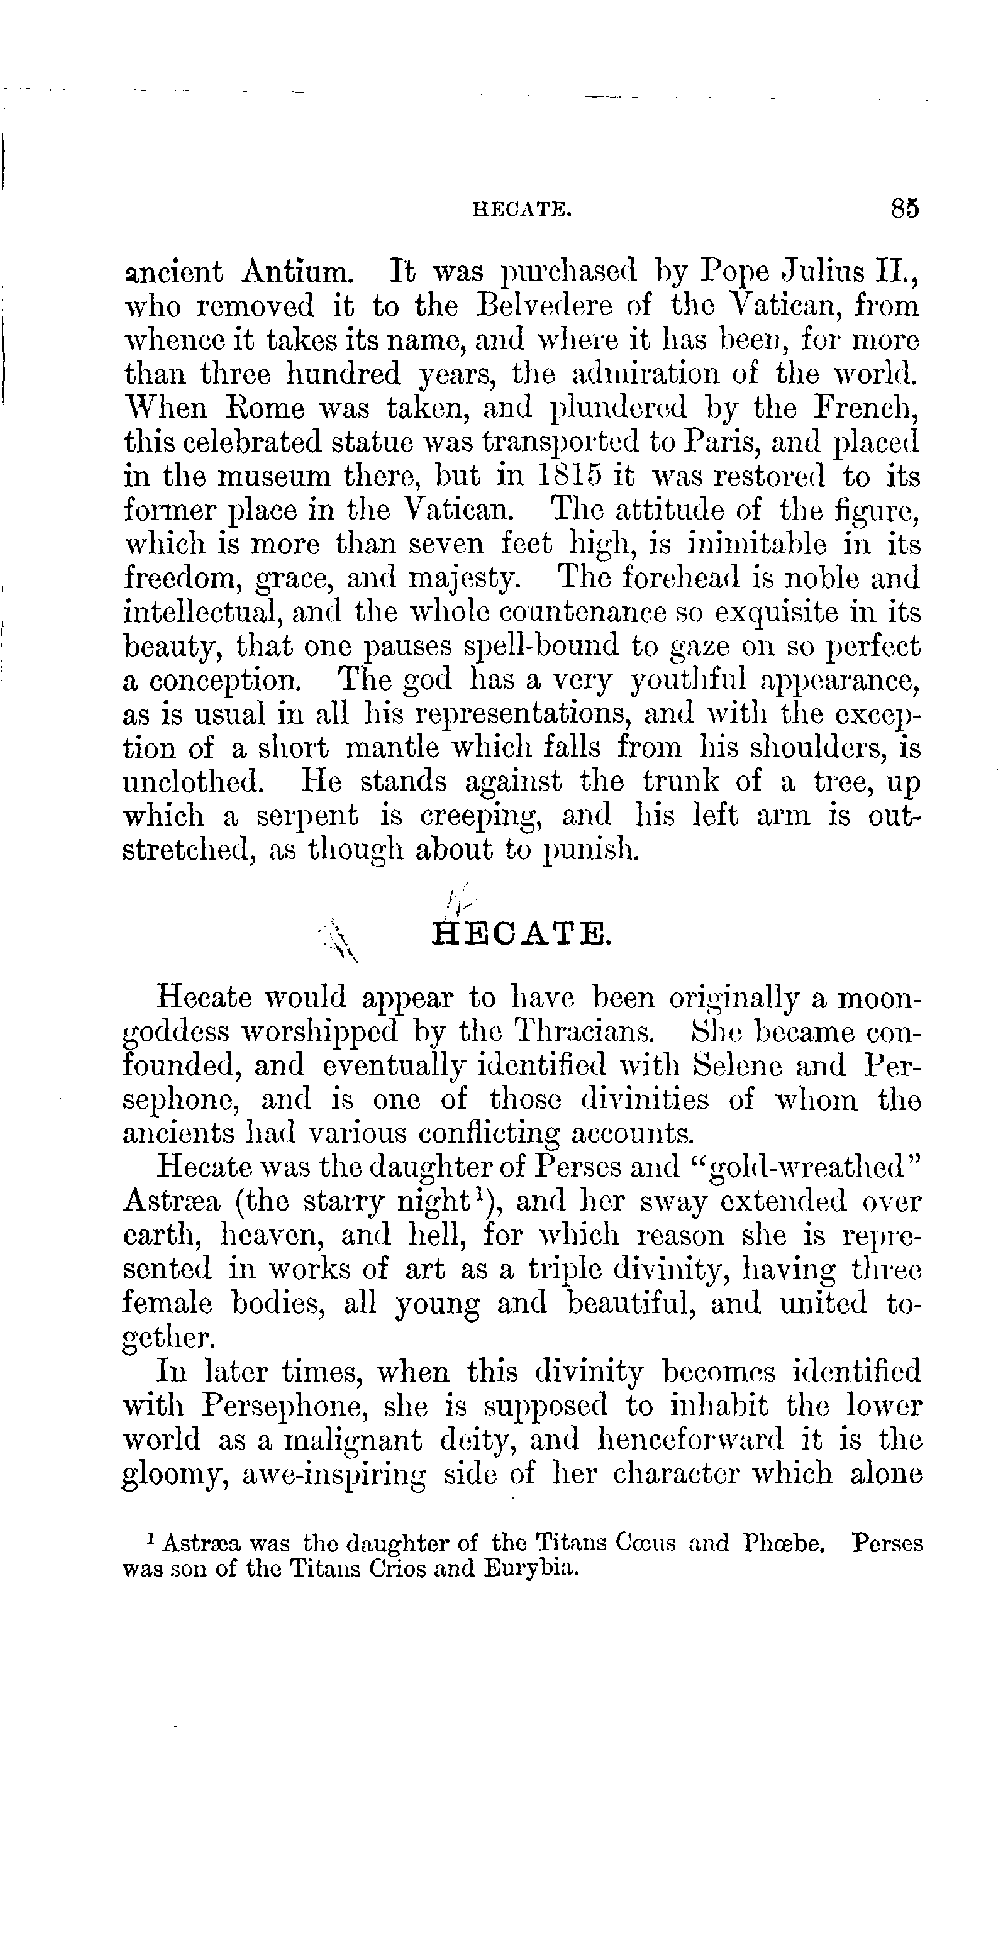 HECATE. 85
ancient Antium. It was purchased by Pope Julius II.,
who removed it to the Belvedere of the Vatican, from
whence it takes its name, and where it has been, for more
than three hundred years, the admiration of the world.
When Rome was taken, and plundered by the French,
this celebrated statue was transported to Paris, and placed
in the museum there, but in 1815 it was restored to its
former place in the Vatican. The attitude of the figure,
which is more than seven feet high, is inimitable in its
freedom, grace, and majesty. The forehead is noble and
intellectual, and the whole countenance so exquisite in its
beauty, that one pauses spell-bound to gaze on so perfect
a conception. The god has a very youthful appearance,
as is usual in all his representations, and with the excep-
tion of a short mantle which falls from his shoulders, is
unclothed. He stands against the trunk of a tree, up
which a serpent is creeping, and his left arm is out-
stretched, as though about to punish.
HECATE.
Hecate would appear to have been originally a moon-
goddess worshipped by the Thracians. She became con-
founded, and eventually identified with Selene and Per-
sephone, and is one of those divinities of whom the
ancients had various conflicting accounts.
Hecate was the daughter of Perses and “gold-wreathed”
Astræa (the starry night¹), and her sway extended over
earth, heaven, and hell, for which reason she is repre-
sented in works of art as a triple divinity, having three
female bodies, all young and beautiful, and united to-
gether.
In later times, when this divinity becomes identified
with Persephone, she is supposed to inhabit the lower
world as a malignant deity, and henceforward it is the
gloomy, awe-inspiring side of her character which alone
¹ Astræa was the daughter of the Titans Cœus and Phœbe. Perses
was son of the Titans Crios and Eurybia.